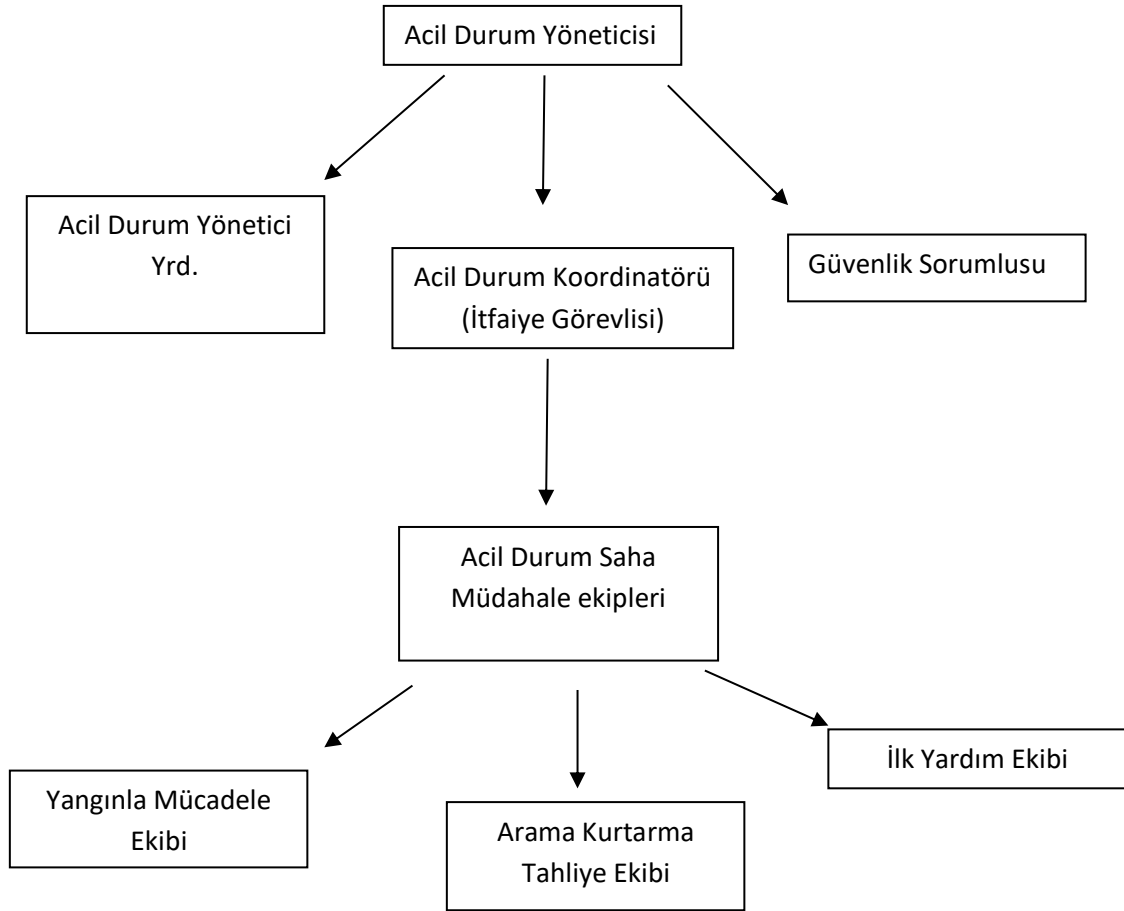 Acil Durum Yöneticisi
Acil Durum Yönetici
Yrd.
Acil Durum Koordinatörü
(İtfaiye Görevlisi)
Güvenlik Sorumlusu
Acil Durum Saha
Müdahale ekipleri
Yangınla Mücadele
Ekibi
Arama Kurtarma
Tahliye Ekibi
İlk Yardım Ekibi